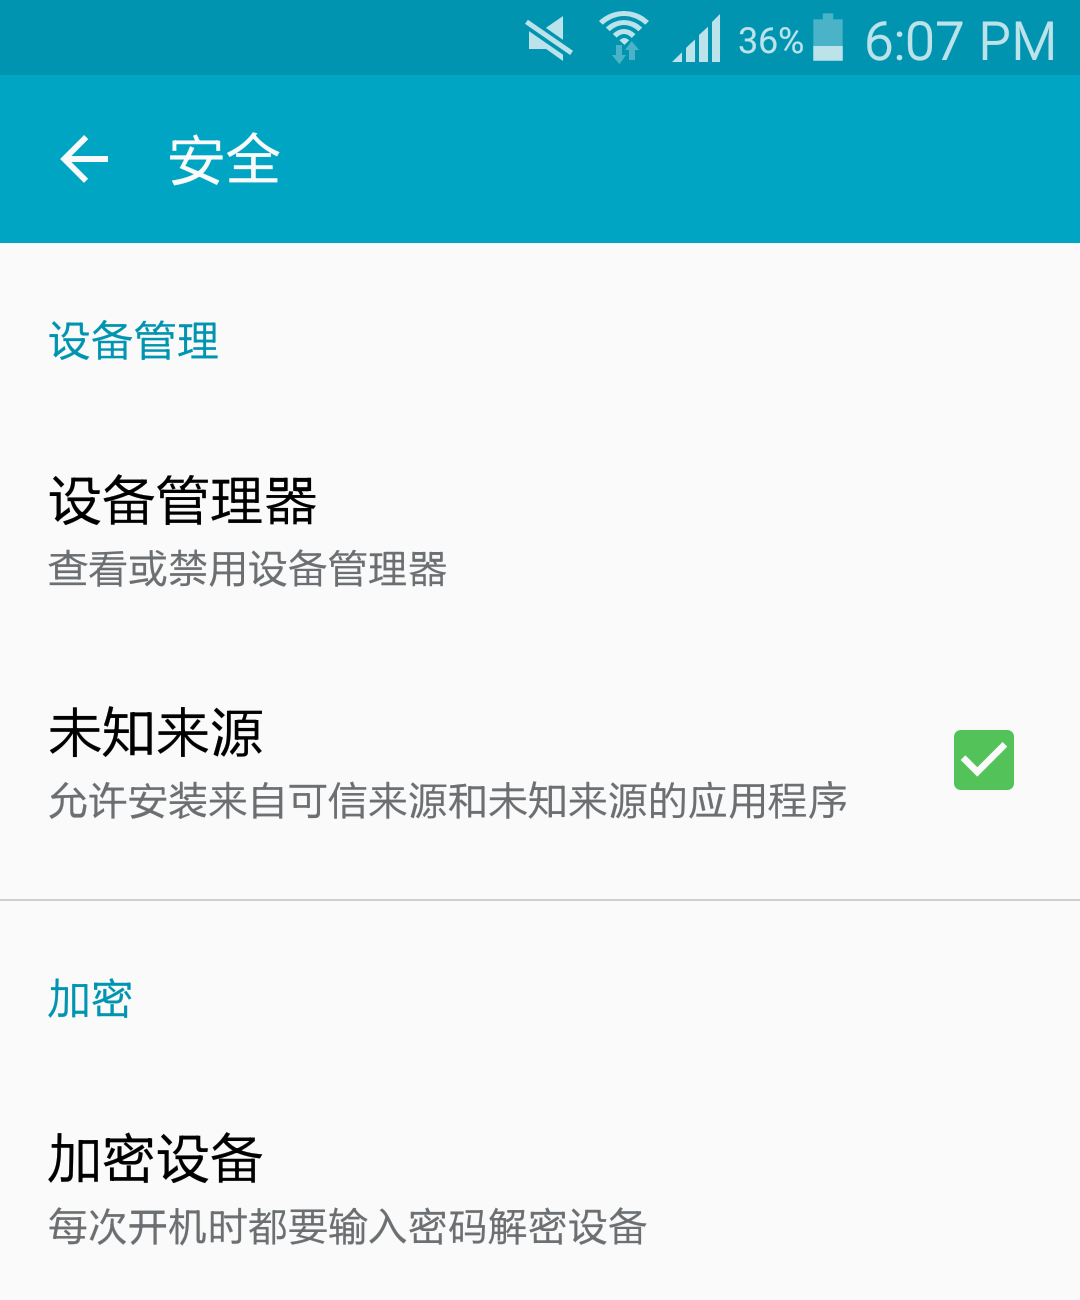 36% 6:07 PM
安全
设备管理
设备管理器
查看或禁用设备管理器
未知来源
允许安装来自可信来源和未知来源的应用程序
加密
加密设备
每次开机时都要输入密码解密设备